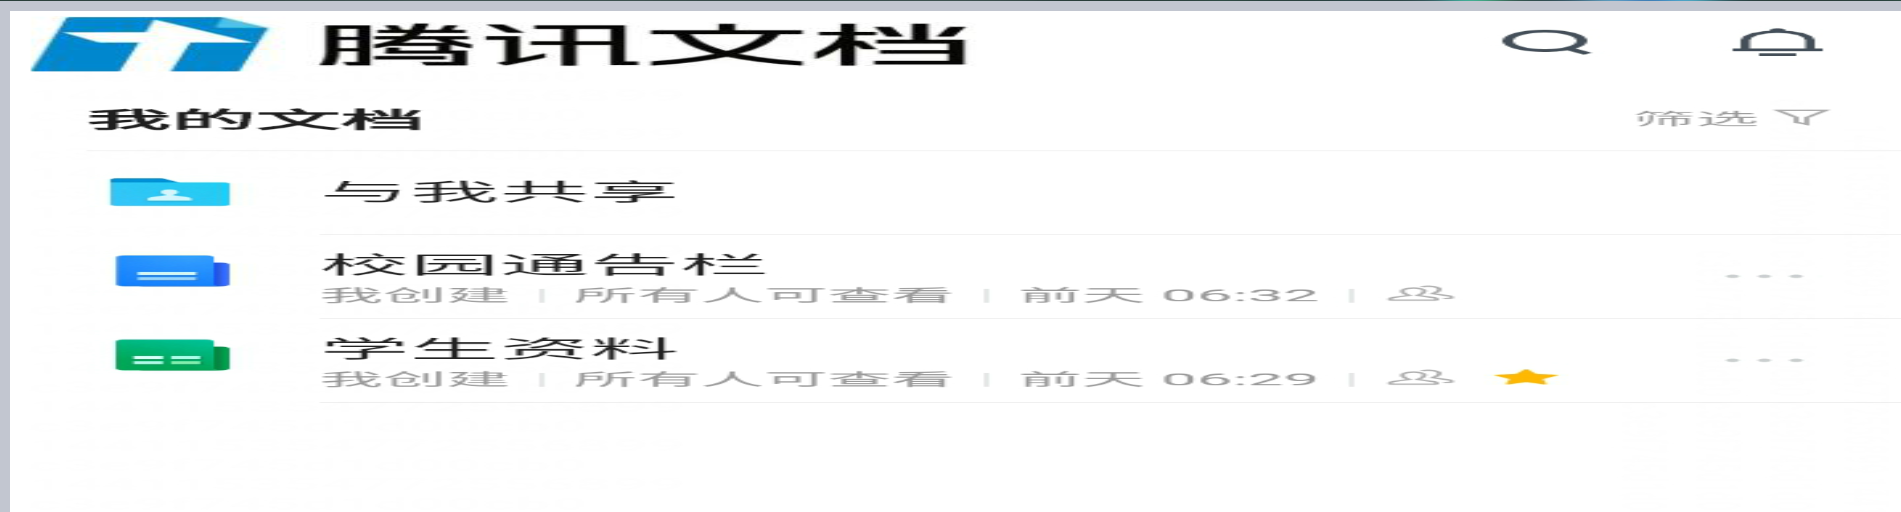 腾讯文档
我的文档 筛选
与我共享
校园通告栏
我创建 | 所有人可查看 | 前天 06:32 |
学生资料
我创建 | 所有人可查看 | 前天 06:29 |